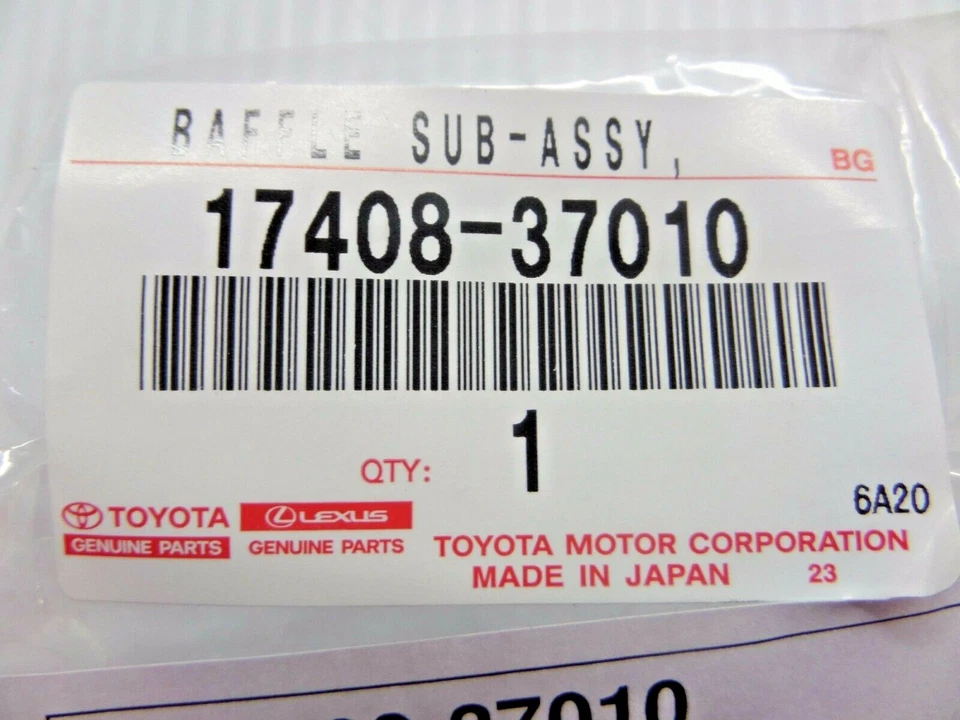 BAFFLE SUB-ASSY,
BG
17408-37010
QTY: 1
6A20
TOYOTA
GENUINE PARTS
LEXUS
GENUINE PARTS
TOYOTA MOTOR CORPORATION
MADE IN JAPAN 23
37010